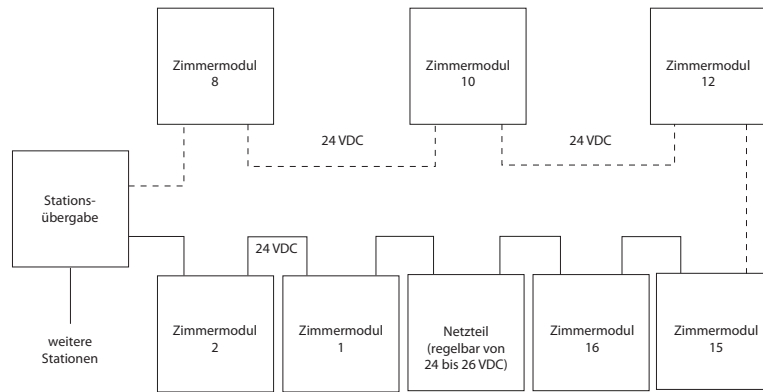 Zimmermodul
8
Zimmermodul
10
Zimmermodul
12
24 VDC
24 VDC
Stations-
übergabe
24 VDC
weitere
Stationen
Zimmermodul
2
Zimmermodul
1
Netzteil
(regelbar von
24 bis 26 VDC)
Zimmermodul
16
Zimmermodul
15